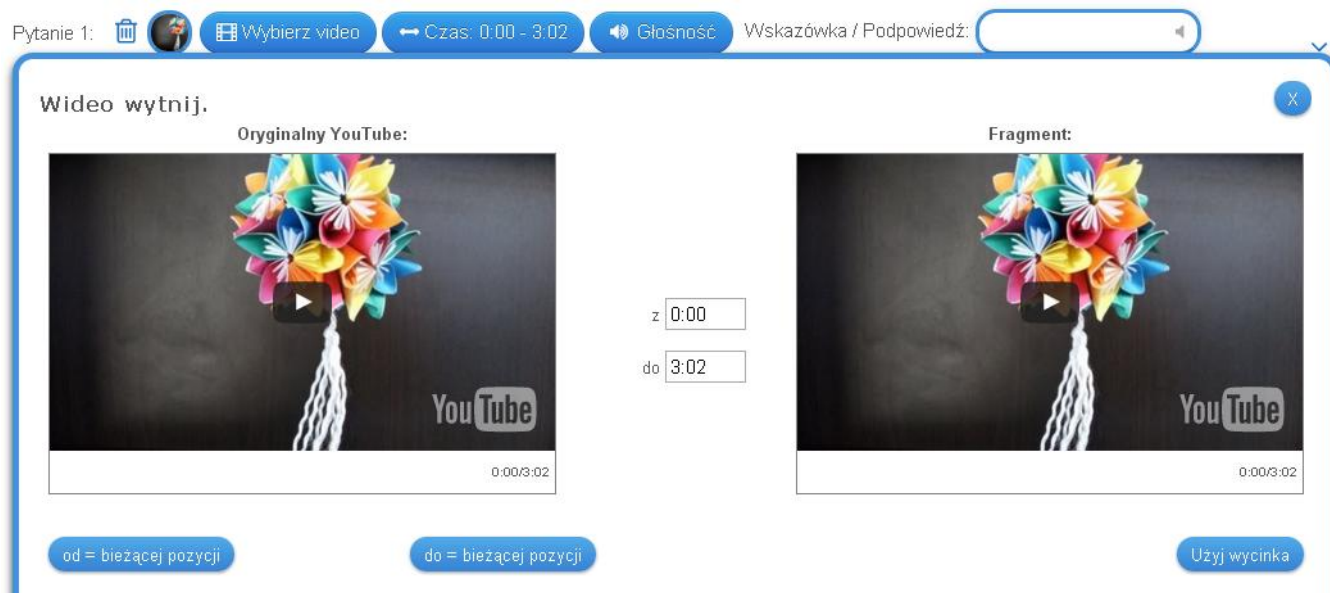 Pytanie 1: Wybierz video Czas: 0:00 - 3:02 Głośność Wskazówka / Podpowiedź:
Wideo wytnij. X
Oryginalny YouTube: Fragment:
z 0:00
do 3:02
YouTube YouTube
0:00/3:02 0:00/3:02
od = bieżącej pozycji do = bieżącej pozycji Użyj wycinka